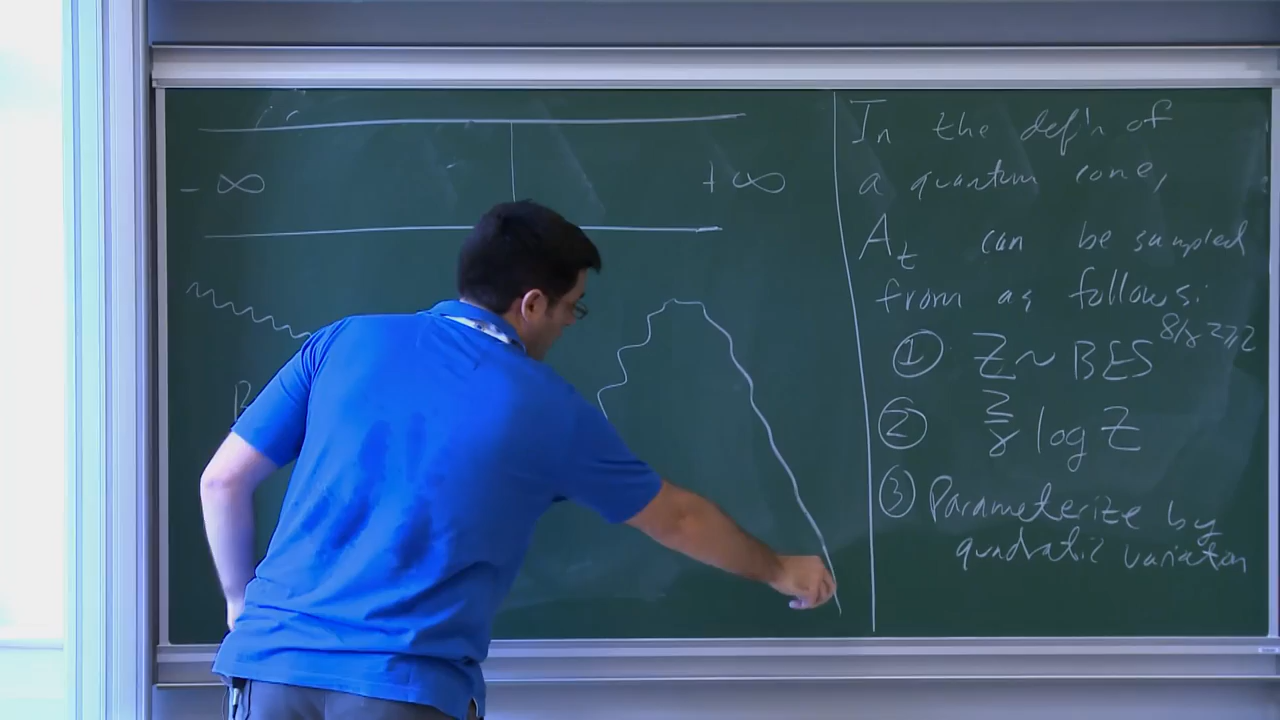 - ∞
+ ∞
B
In the def'n of
a quantum cone,
A_t can be sampled
from as follows:
① Z ~ BES^{8/γ^2}
② 2/γ log Z
③ Parameterize by
quadratic variation